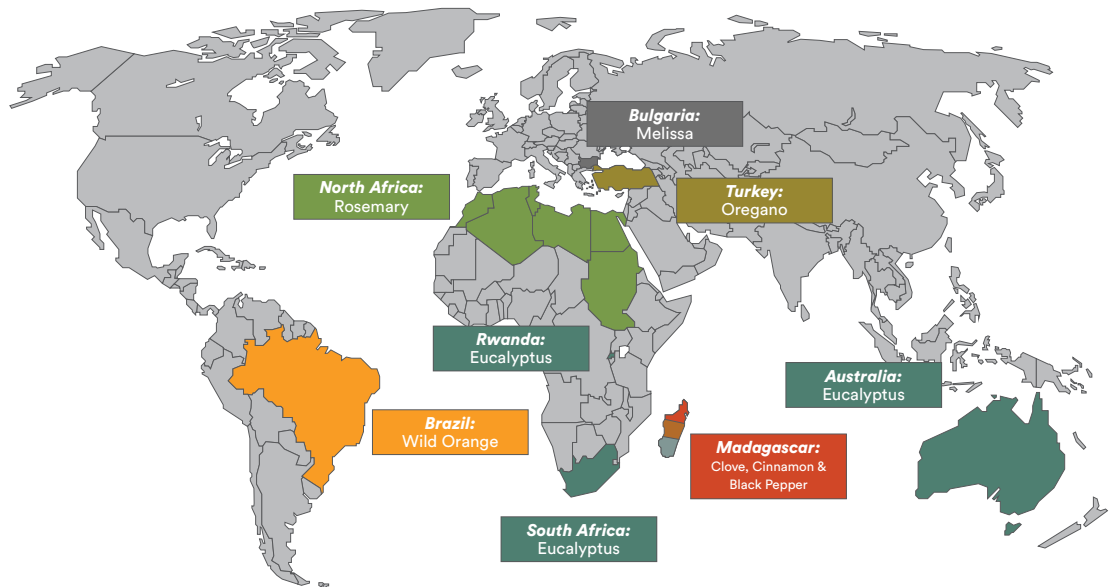 Bulgaria:
Melissa
North Africa:
Rosemary
Turkey:
Oregano
Rwanda:
Eucalyptus
Australia:
Eucalyptus
Brazil:
Wild Orange
Madagascar:
Clove, Cinnamon &
Black Pepper
South Africa:
Eucalyptus